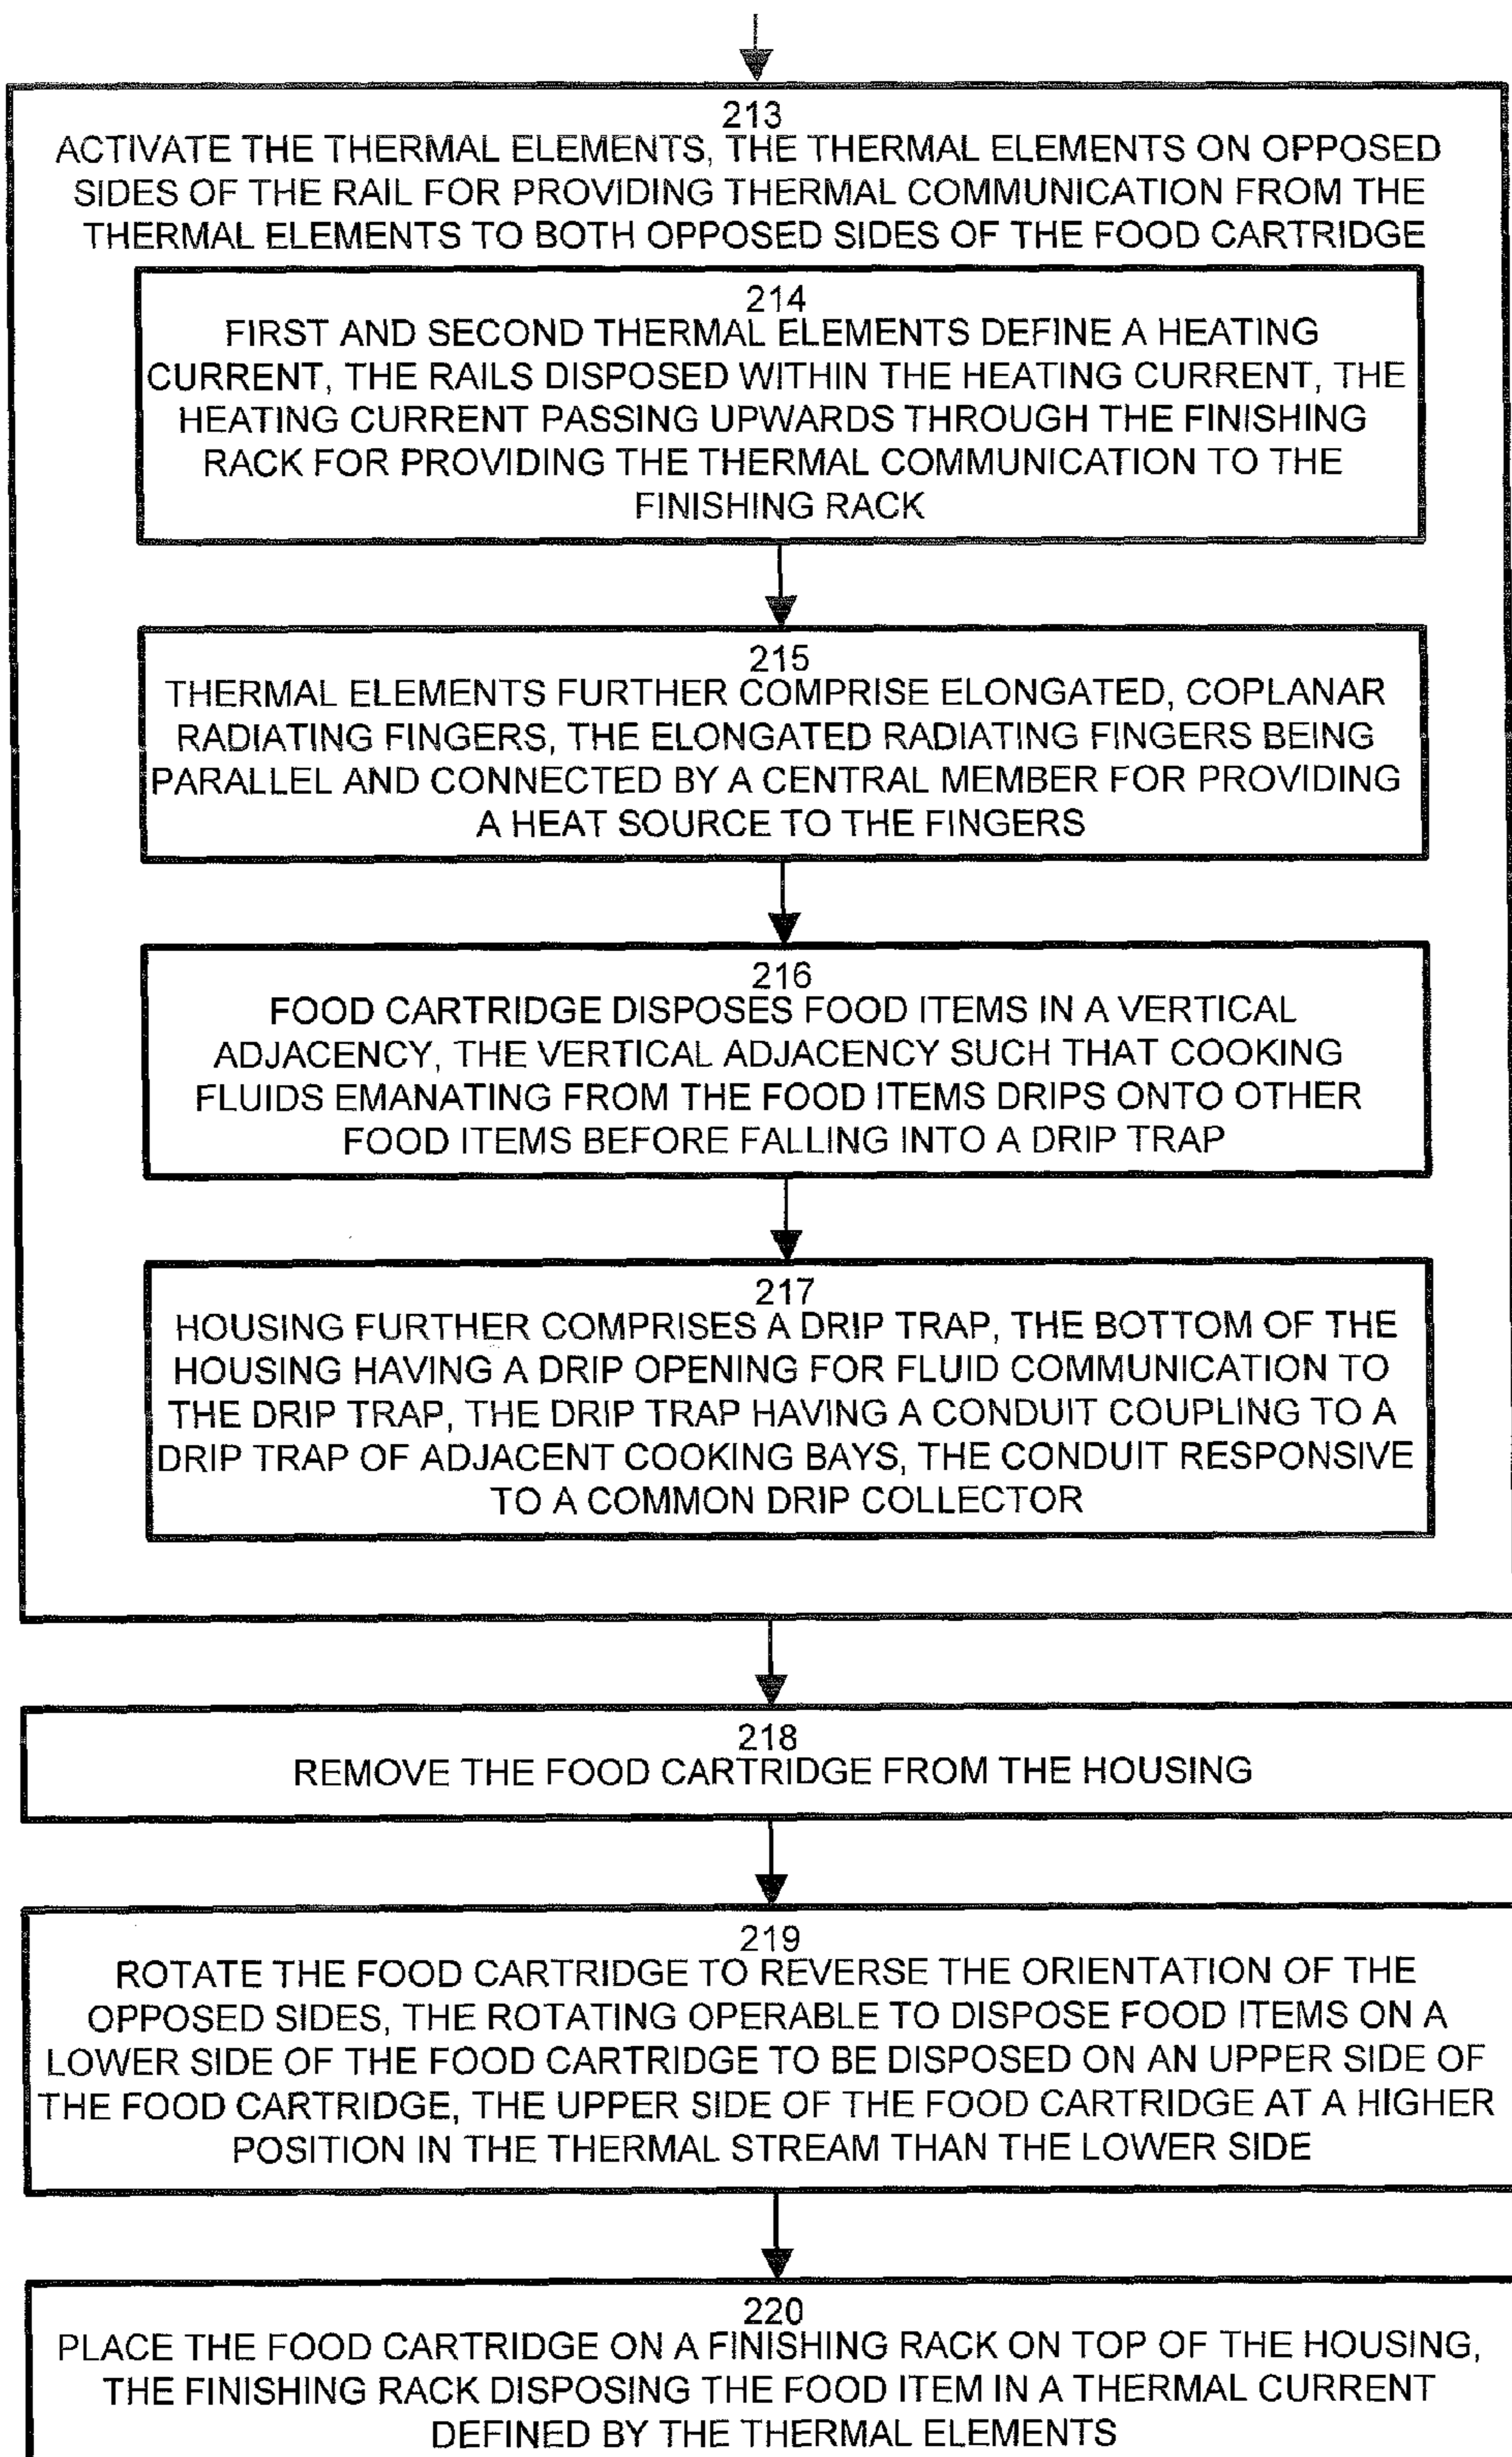 213
ACTIVATE THE THERMAL ELEMENTS, THE THERMAL ELEMENTS ON OPPOSED
SIDES OF THE RAIL FOR PROVIDING THERMAL COMMUNICATION FROM THE
THERMAL ELEMENTS TO BOTH OPPOSED SIDES OF THE FOOD CARTRIDGE
214
FIRST AND SECOND THERMAL ELEMENTS DEFINE A HEATING
CURRENT, THE RAILS DISPOSED WITHIN THE HEATING CURRENT, THE
HEATING CURRENT PASSING UPWARDS THROUGH THE FINISHING
RACK FOR PROVIDING THE THERMAL COMMUNICATION TO THE
FINISHING RACK
215
THERMAL ELEMENTS FURTHER COMPRISE ELONGATED, COPLANAR
RADIATING FINGERS, THE ELONGATED RADIATING FINGERS BEING
PARALLEL AND CONNECTED BY A CENTRAL MEMBER FOR PROVIDING
A HEAT SOURCE TO THE FINGERS
216
FOOD CARTRIDGE DISPOSES FOOD ITEMS IN A VERTICAL
ADJACENCY, THE VERTICAL ADJACENCY SUCH THAT COOKING
FLUIDS EMANATING FROM THE FOOD ITEMS DRIPS ONTO OTHER
FOOD ITEMS BEFORE FALLING INTO A DRIP TRAP
217
HOUSING FURTHER COMPRISES A DRIP TRAP, THE BOTTOM OF THE
HOUSING HAVING A DRIP OPENING FOR FLUID COMMUNICATION TO
THE DRIP TRAP, THE DRIP TRAP HAVING A CONDUIT COUPLING TO A
DRIP TRAP OF ADJACENT COOKING BAYS, THE CONDUIT RESPONSIVE
TO A COMMON DRIP COLLECTOR
218
REMOVE THE FOOD CARTRIDGE FROM THE HOUSING
219
ROTATE THE FOOD CARTRIDGE TO REVERSE THE ORIENTATION OF THE
OPPOSED SIDES, THE ROTATING OPERABLE TO DISPOSE FOOD ITEMS ON A
LOWER SIDE OF THE FOOD CARTRIDGE TO BE DISPOSED ON AN UPPER SIDE OF
THE FOOD CARTRIDGE, THE UPPER SIDE OF THE FOOD CARTRIDGE AT A HIGHER
POSITION IN THE THERMAL STREAM THAN THE LOWER SIDE
220
PLACE THE FOOD CARTRIDGE ON A FINISHING RACK ON TOP OF THE HOUSING,
THE FINISHING RACK DISPOSING THE FOOD ITEM IN A THERMAL CURRENT
DEFINED BY THE THERMAL ELEMENTS